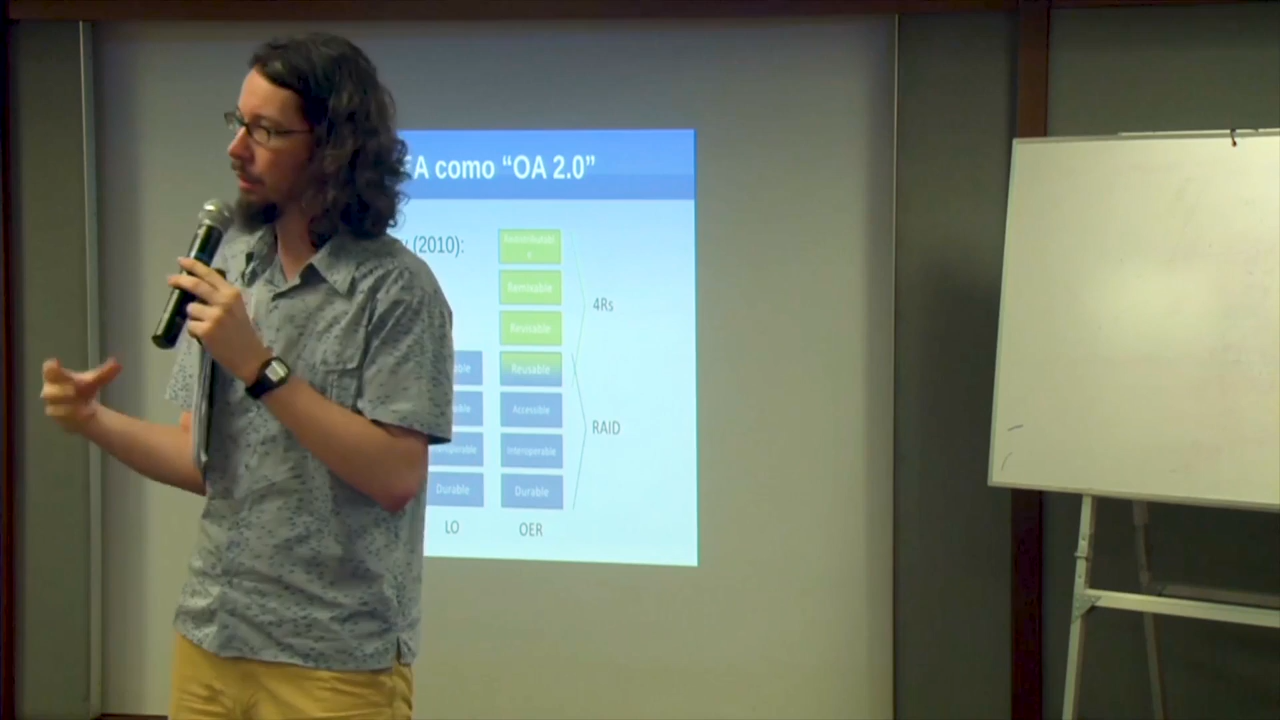 A como “OA 2.0”
(2010):
Redistributabl
e
Remixable
4Rs
Revisable
Reusable
Accessible
RAID
Interoperable
Durable
Durable
LO
OER